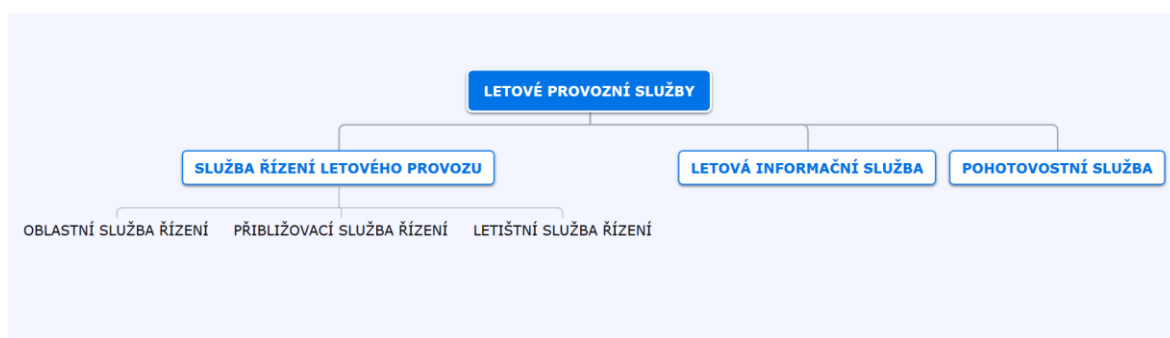 LETOVÉ PROVOZNÍ SLUŽBY
SLUŽBA ŘÍZENÍ LETOVÉHO PROVOZU
LETOVÁ INFORMAČNÍ SLUŽBA
POHOTOVOSTNÍ SLUŽBA
OBLASTNÍ SLUŽBA ŘÍZENÍ
PŘIBLIŽOVACÍ SLUŽBA ŘÍZENÍ
LETIŠTNÍ SLUŽBA ŘÍZENÍ